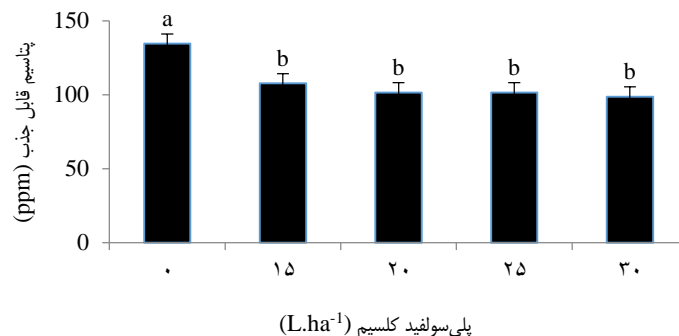 پتاسیم قابل جذب (ppm)
150
100
50
0
a
b
b
b
b
۰
۱۵
۲۰
۲۵
۳۰
پلی‌سولفید کلسیم (L.ha-1)